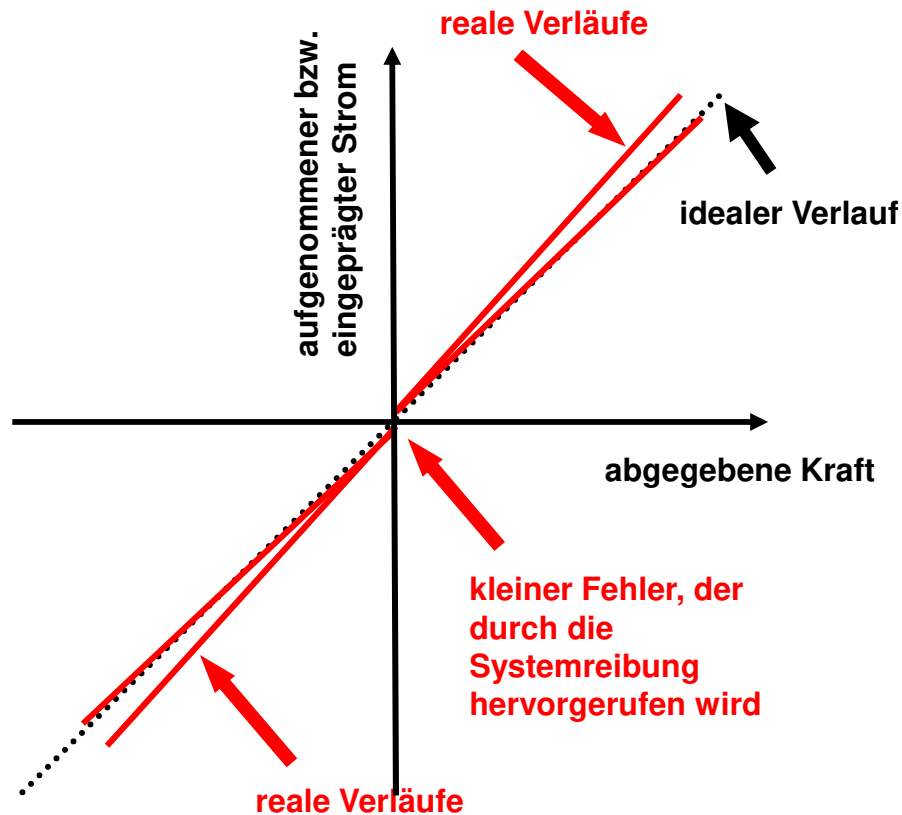 reale Verläufe
aufgenommener bzw.
eingeprägter Strom
idealer Verlauf
abgegebene Kraft
kleiner Fehler, der
durch die
Systemreibung
hervorgerufen wird
reale Verläufe